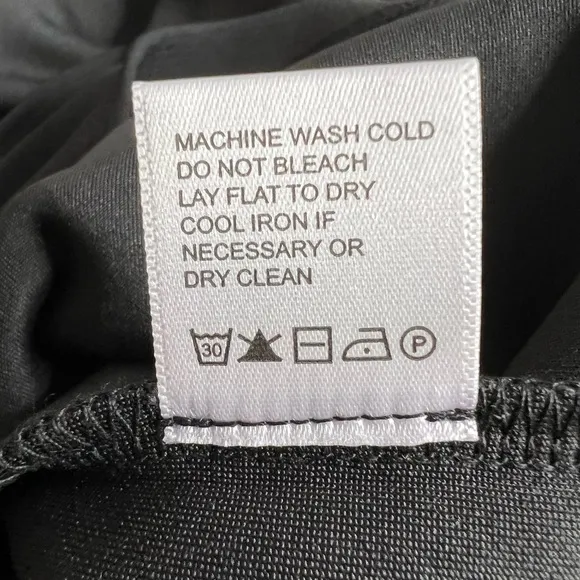 MACHINE WASH COLD
DO NOT BLEACH
LAY FLAT TO DRY
COOL IRON IF
NECESSARY OR
DRY CLEAN
30 P